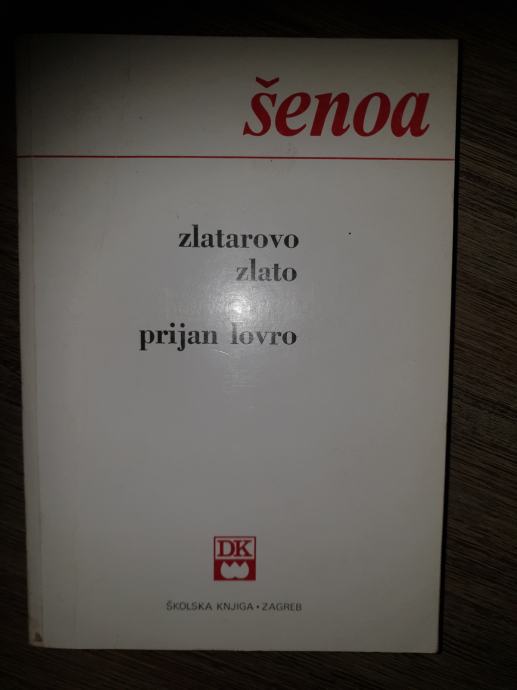 šenoa
zlatarovo
zlato
prijan lovro
DK
ŠKOLSKA KNJIGA • ZAGREB